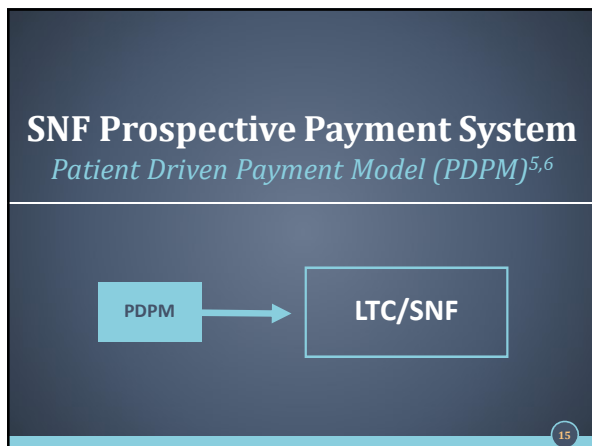 SNF Prospective Payment System
Patient Driven Payment Model (PDPM)5,6
PDPM
LTC/SNF
15